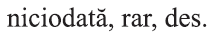 niciodată, rar, des.